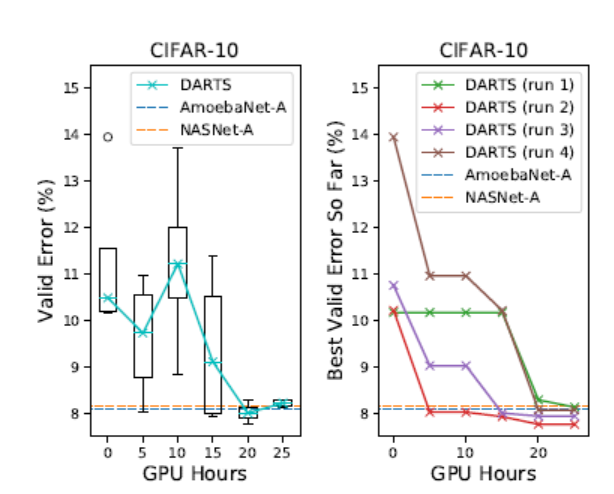 CIFAR-10
DARTS
AmoebaNet-A
NASNet-A
Valid Error (%)
15
14
13
12
11
10
9
8
0 5 10 15 20 25
GPU Hours
CIFAR-10
DARTS (run 1)
DARTS (run 2)
DARTS (run 3)
DARTS (run 4)
AmoebaNet-A
NASNet-A
Best Valid Error So Far (%)
15
14
13
12
11
10
9
8
0 10 20
GPU Hours